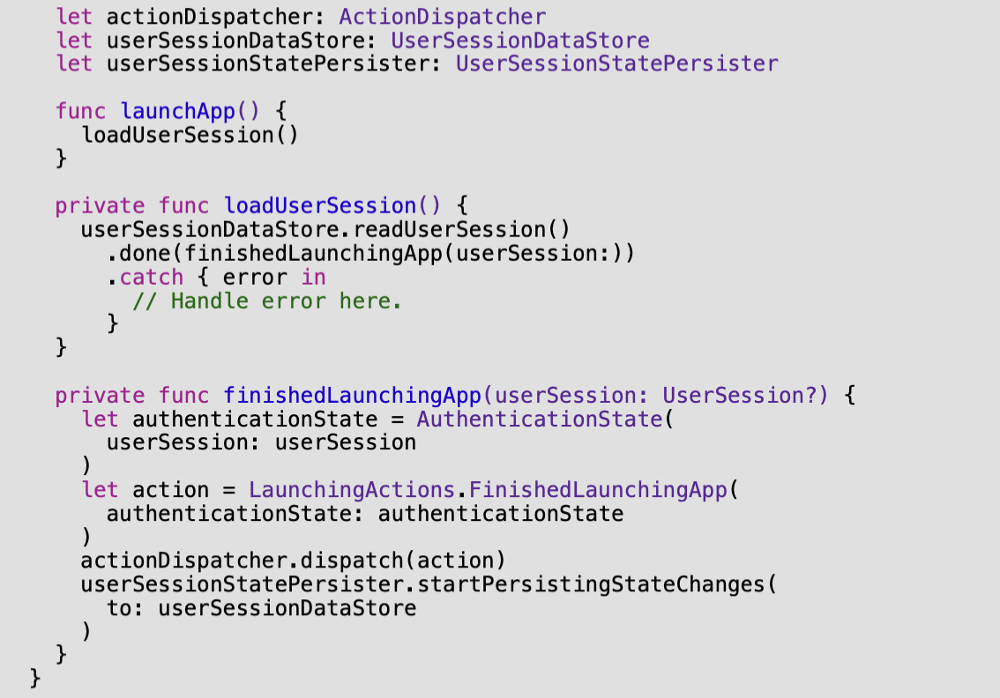 let actionDispatcher: ActionDispatcher
let userSessionDataStore: UserSessionDataStore
let userSessionStatePersister: UserSessionStatePersister

func launchApp() {
  loadUserSession()
}

private func loadUserSession() {
  userSessionDataStore.readUserSession()
    .done(finishedLaunchingApp(userSession:))
    .catch { error in
      // Handle error here.
    }
}

private func finishedLaunchingApp(userSession: UserSession?) {
  let authenticationState = AuthenticationState(
    userSession: userSession
  )
  let action = LaunchingActions.FinishedLaunchingApp(
    authenticationState: authenticationState
  )
  actionDispatcher.dispatch(action)
  userSessionStatePersister.startPersistingStateChanges(
    to: userSessionDataStore
  )
}
}